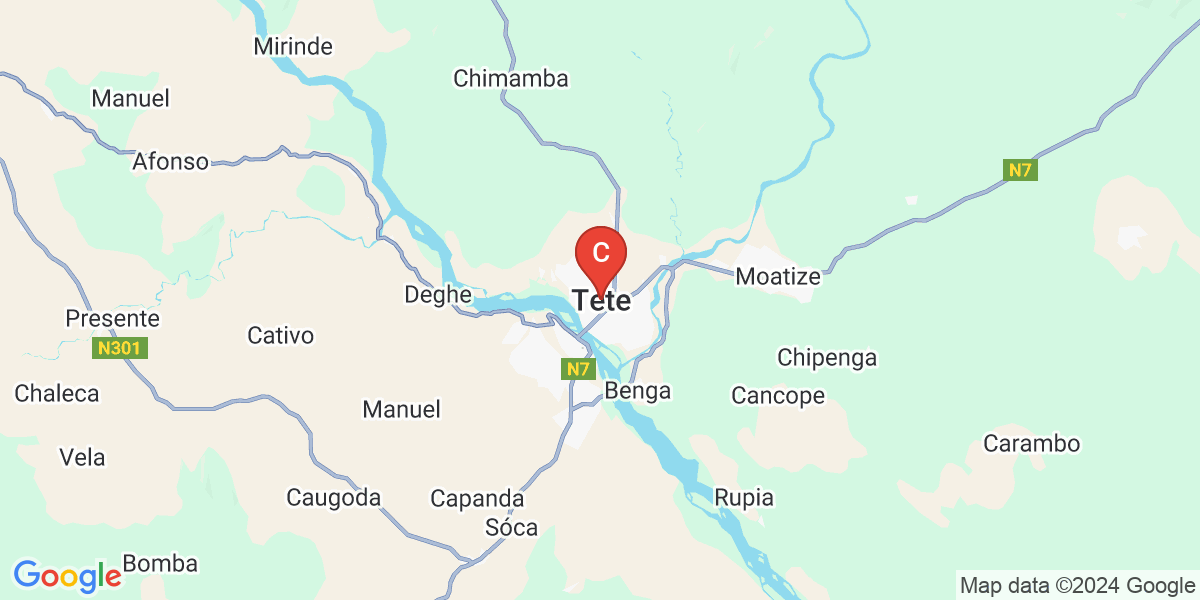 Mirinde
Chimamba
Manuel
Afonso
N7
C
Moatize
Deghe
Tete
Presente
Cativo
N301
Chipenga
N7
Chaleca
Benga
Cancope
Manuel
Carambo
Vela
Caugoda
Capanda
Rupia
Sóca
Bomba
Google
Map data ©2024 Google